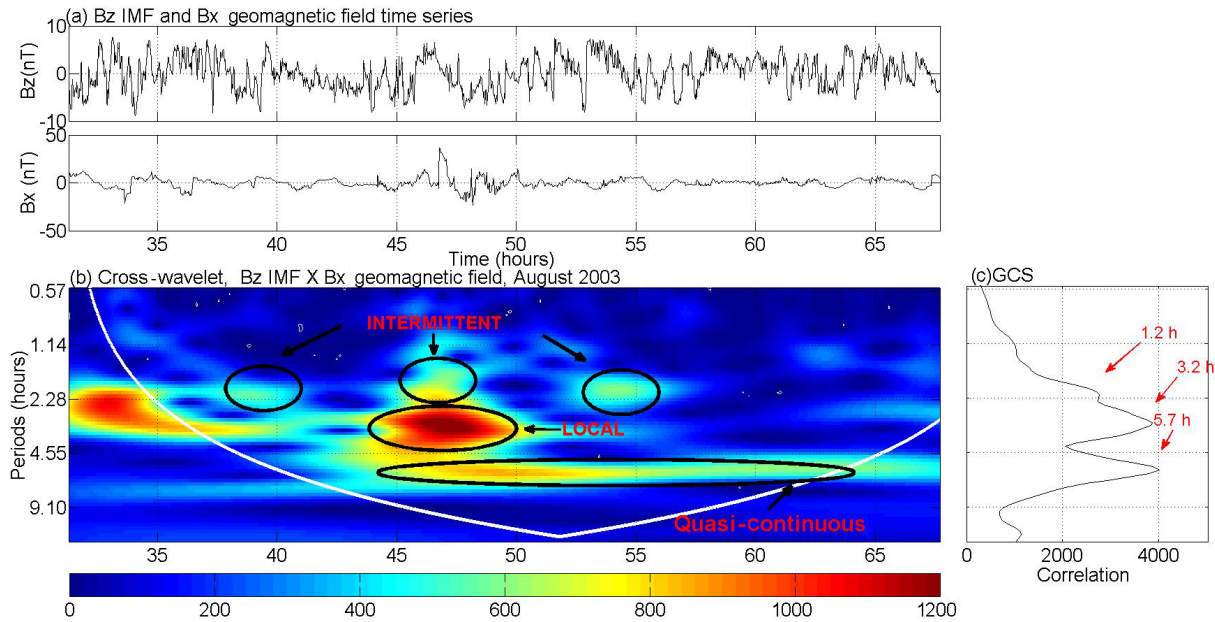 (a) Bz IMF and Bx geomagnetic field time series
10
0
-10
Bz(nT)
50
0
-50
Bx (nT)
35 40 45 50 55 60 65
Time (hours)
(b) Cross-wavelet, Bz IMF X Bx geomagnetic field, August 2003
(c)GCS
0.57
1.14
2.28
4.55
9.10
Periods (hours)
INTERMITTENT
LOCAL
Quasi-continuous
1.2 h
3.2 h
5.7 h
35 40 45 50 55 60 65
0 2000 4000
Correlation
0 200 400 600 800 1000 1200